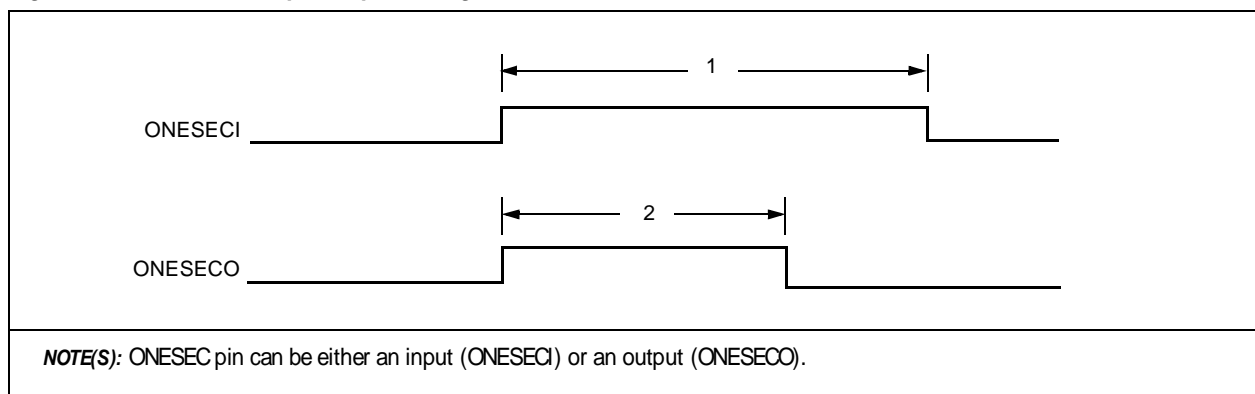 1
ONESECI
2
ONESECO
NOTE(S): ONESEC pin can be either an input (ONESECI) or an output (ONESECO).